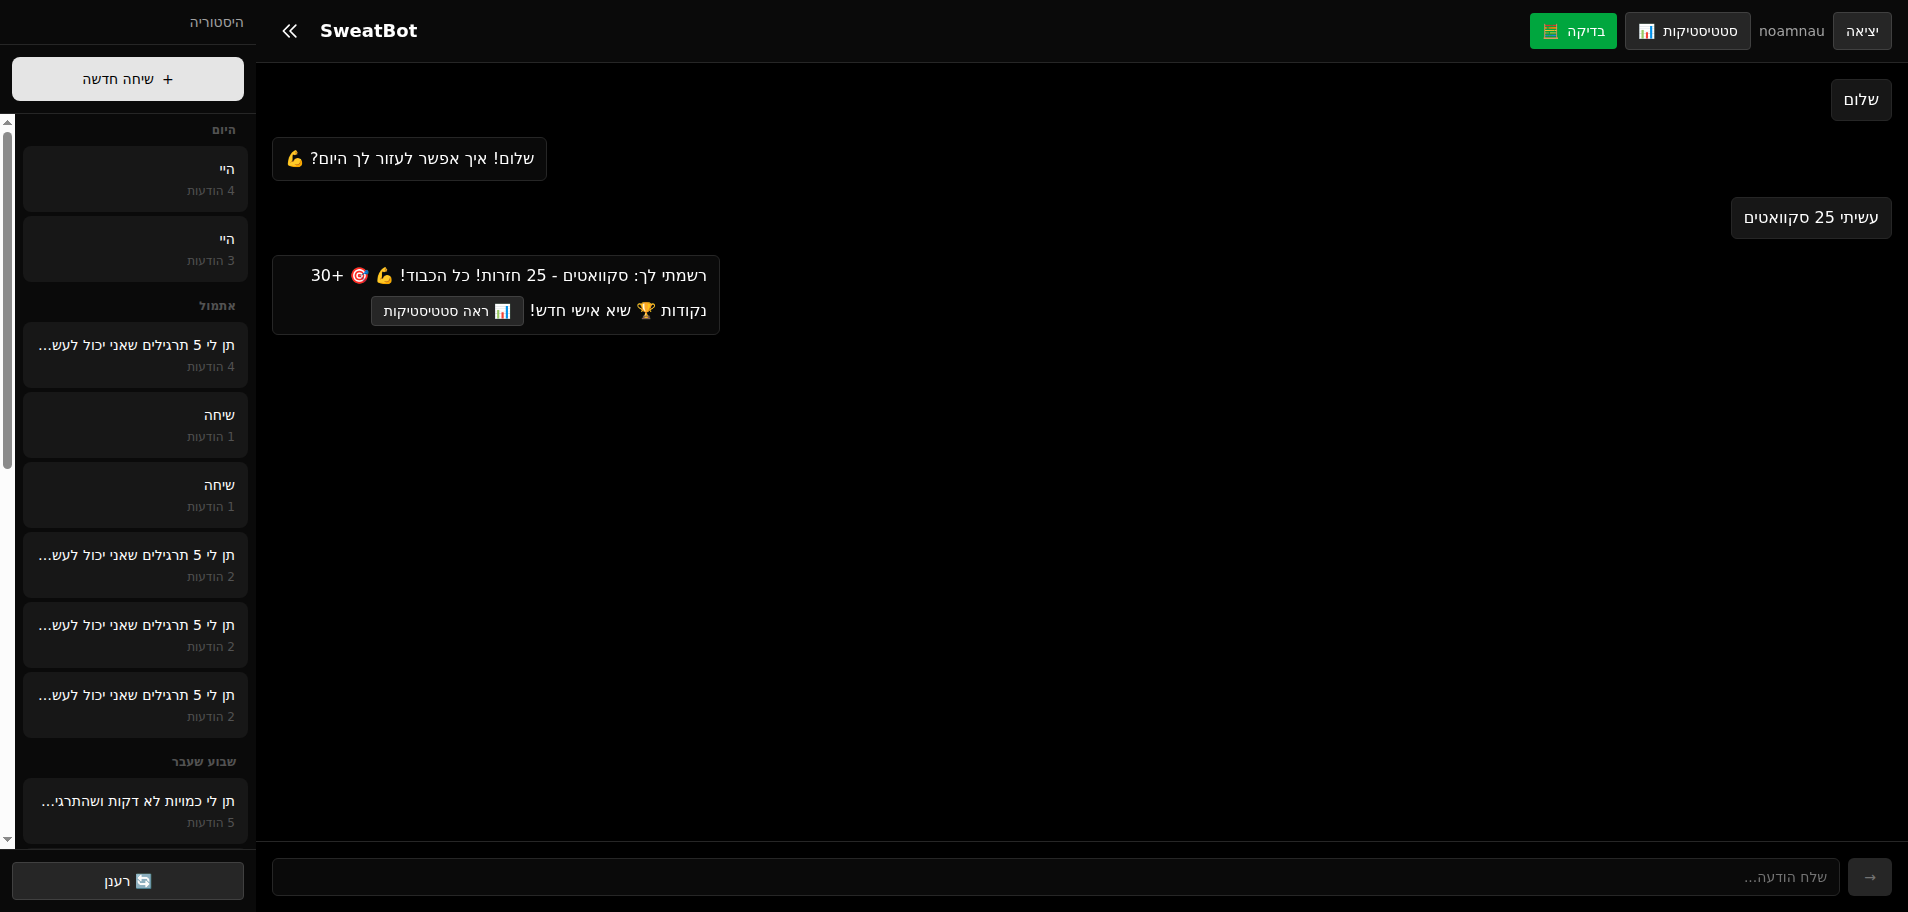 יציאה
noamnau
סטטיסטיקות 📊
בדיקה 🧮
SweatBot
היסטוריה
+ שיחה חדשה
היום
היי
4 הודעות
היי
3 הודעות
אתמול
תן לי 5 תרגילים שאני יכול לעש...
4 הודעות
שיחה
1 הודעות
שיחה
1 הודעות
תן לי 5 תרגילים שאני יכול לעש...
2 הודעות
תן לי 5 תרגילים שאני יכול לעש...
2 הודעות
תן לי 5 תרגילים שאני יכול לעש...
2 הודעות
שבוע שעבר
תן לי כמויות לא דקות ושהתרגי...
5 הודעות
🔄 רענן
שלום
שלום! איך אפשר לעזור לך היום? 💪
עשיתי 25 סקוואטים
רשמתי לך: סקוואטים - 25 חזרות! כל הכבוד! 💪 🎯 +30
נקודות 🏆 שיא אישי חדש! 📊 ראה סטטיסטיקות
שלח הודעה...
→